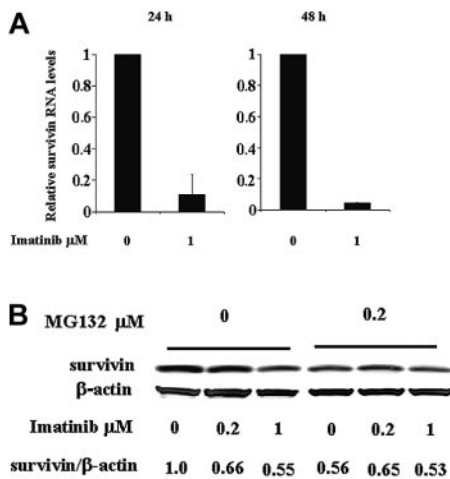 A
24 h
48 h
Relative survivin RNA levels
1
0.8
0.6
0.4
0.2
0
1
0.8
0.6
0.4
0.2
0
Imatinib μM 0 1 0 1
B
MG132 μM 0 0.2
survivin
β-actin
Imatinib μM 0 0.2 1 0 0.2 1
survivin/β-actin 1.0 0.66 0.55 0.56 0.65 0.53